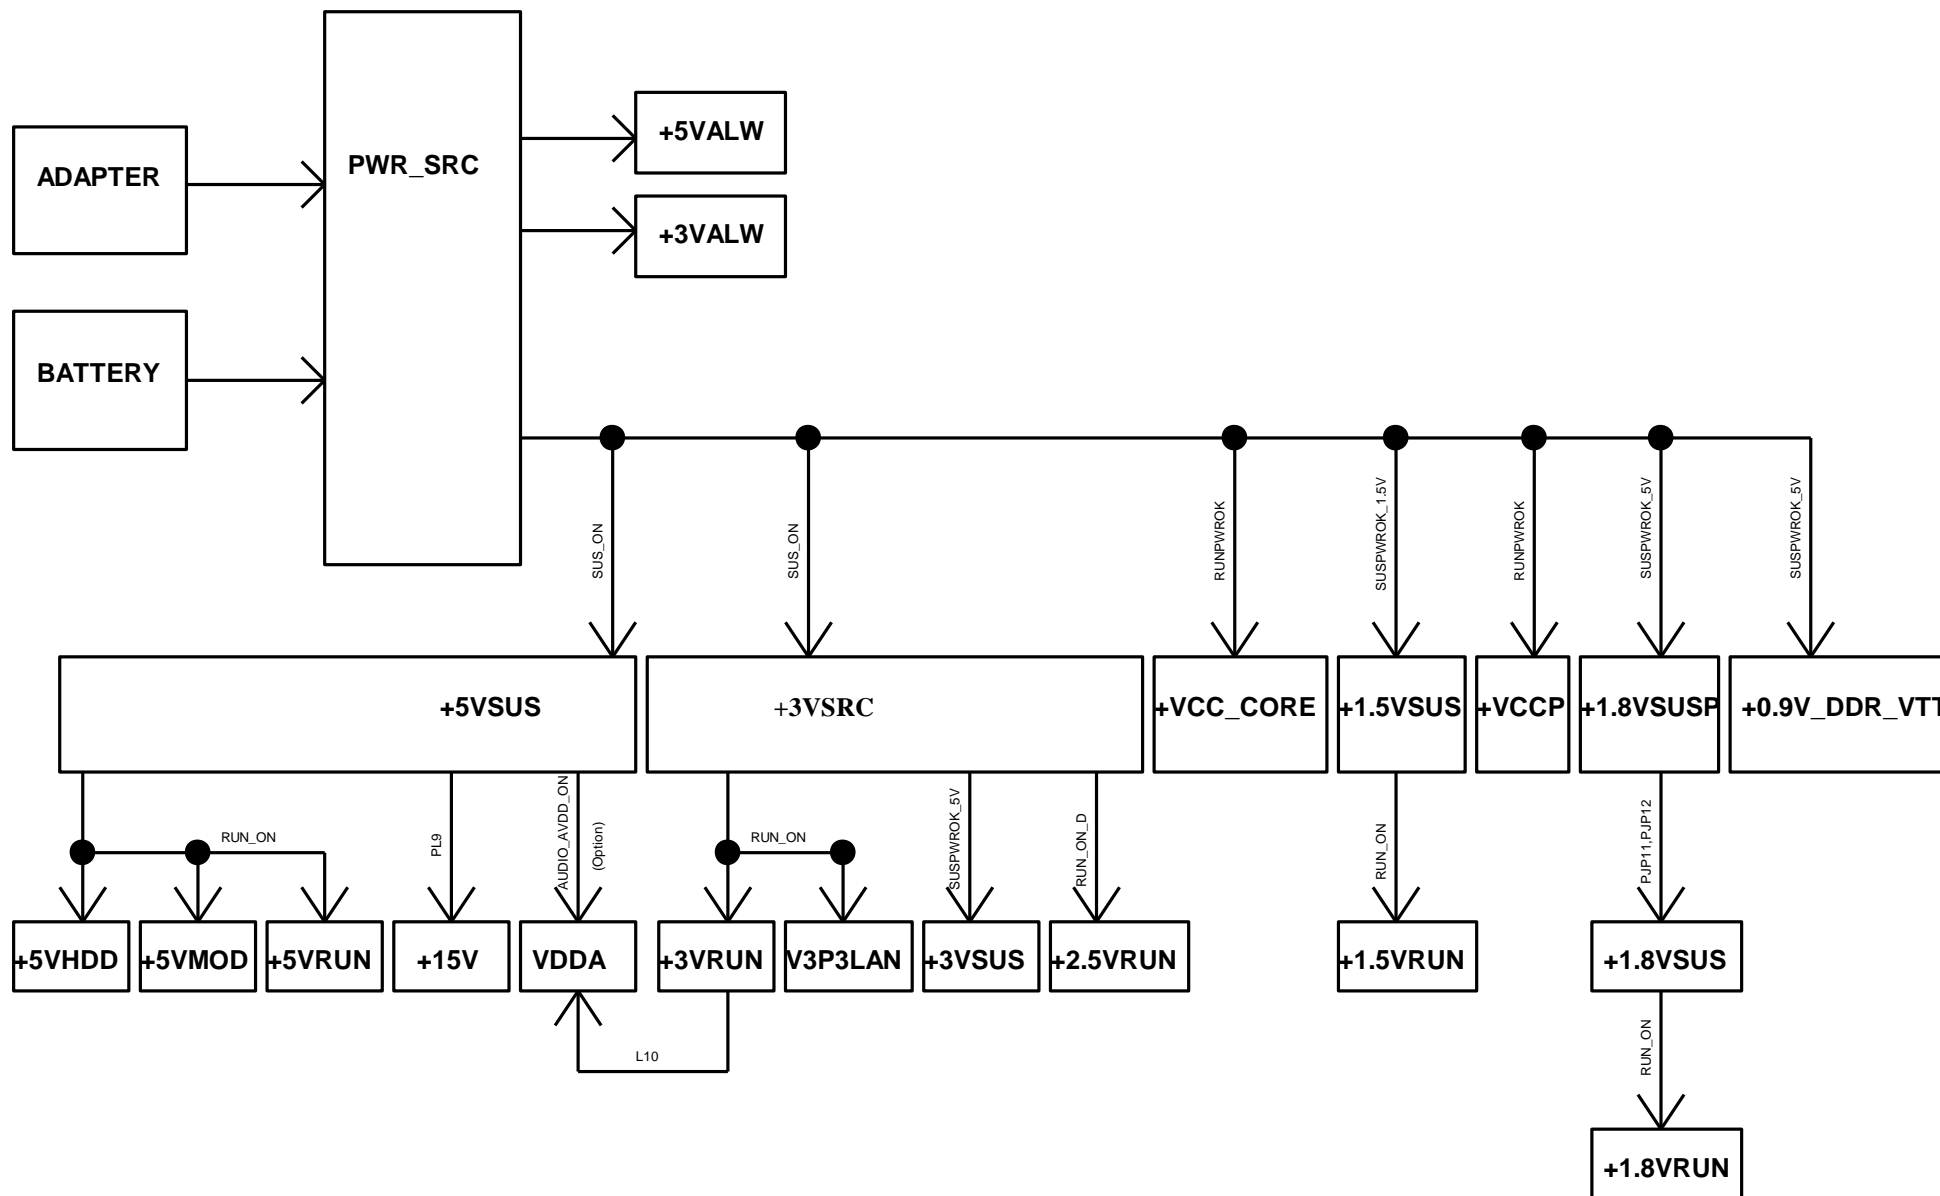 +5VALW
ADAPTER
PWR_SRC
+3VALW
BATTERY
SUS_ON
SUS_ON
RUNPWROK
SUSPWROK_1.5V
RUNPWROK
SUSPWROK_5V
SUSPWROK_5V
+5VSUS
+3VSRC
+VCC_CORE
+1.5VSUS
+VCCP
+1.8VSUSP
+0.9V_DDR_VTT
RUN_ON
PL9
AUDIO_AVDD_ON
(Option)
RUN_ON
SUSPWROK_5V
RUN_ON_D
RUN_ON
PJP11,PJP12
+5VHDD
+5VMOD
+5VRUN
+15V
VDDA
+3VRUN
V3P3LAN
+3VSUS
+2.5VRUN
+1.5VRUN
+1.8VSUS
L10
RUN_ON
+1.8VRUN